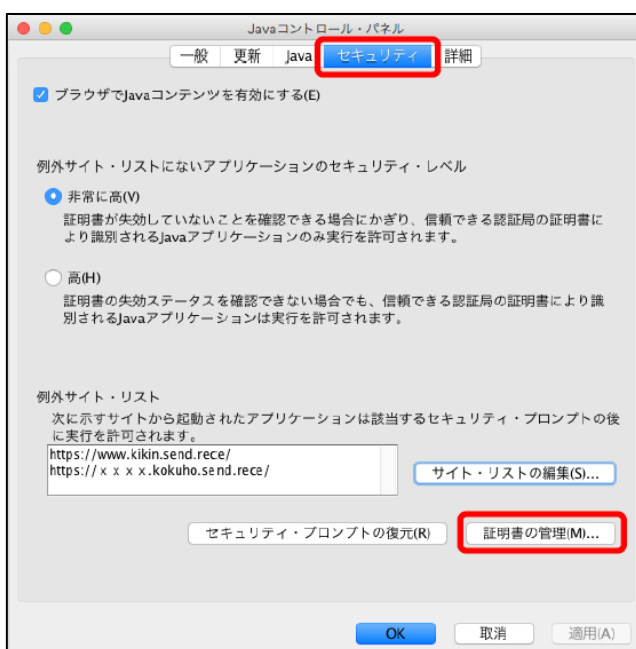 Javaコントロール・パネル
一般 更新 Java セキュリティ 詳細
ブラウザでJavaコンテンツを有効にする(E)
例外サイト・リストにないアプリケーションのセキュリティ・レベル
非常に高(V)
証明書が失効していないことを確認できる場合にかぎり、信頼できる認証局の証明書に
より識別されるJavaアプリケーションのみ実行を許可されます。
高(H)
証明書の失効ステータスを確認できない場合でも、信頼できる認証局の証明書により識
別されるJavaアプリケーションは実行を許可されます。
例外サイト・リスト
次に示すサイトから起動されたアプリケーションは該当するセキュリティ・プロンプトの後
に実行を許可されます。
https://www.kikin.send.rece/
https://ｘｘｘｘ.kokuho.send.rece/
サイト・リストの編集(S)...
セキュリティ・プロンプトの復元(R) 証明書の管理(M)...
OK 取消 適用(A)